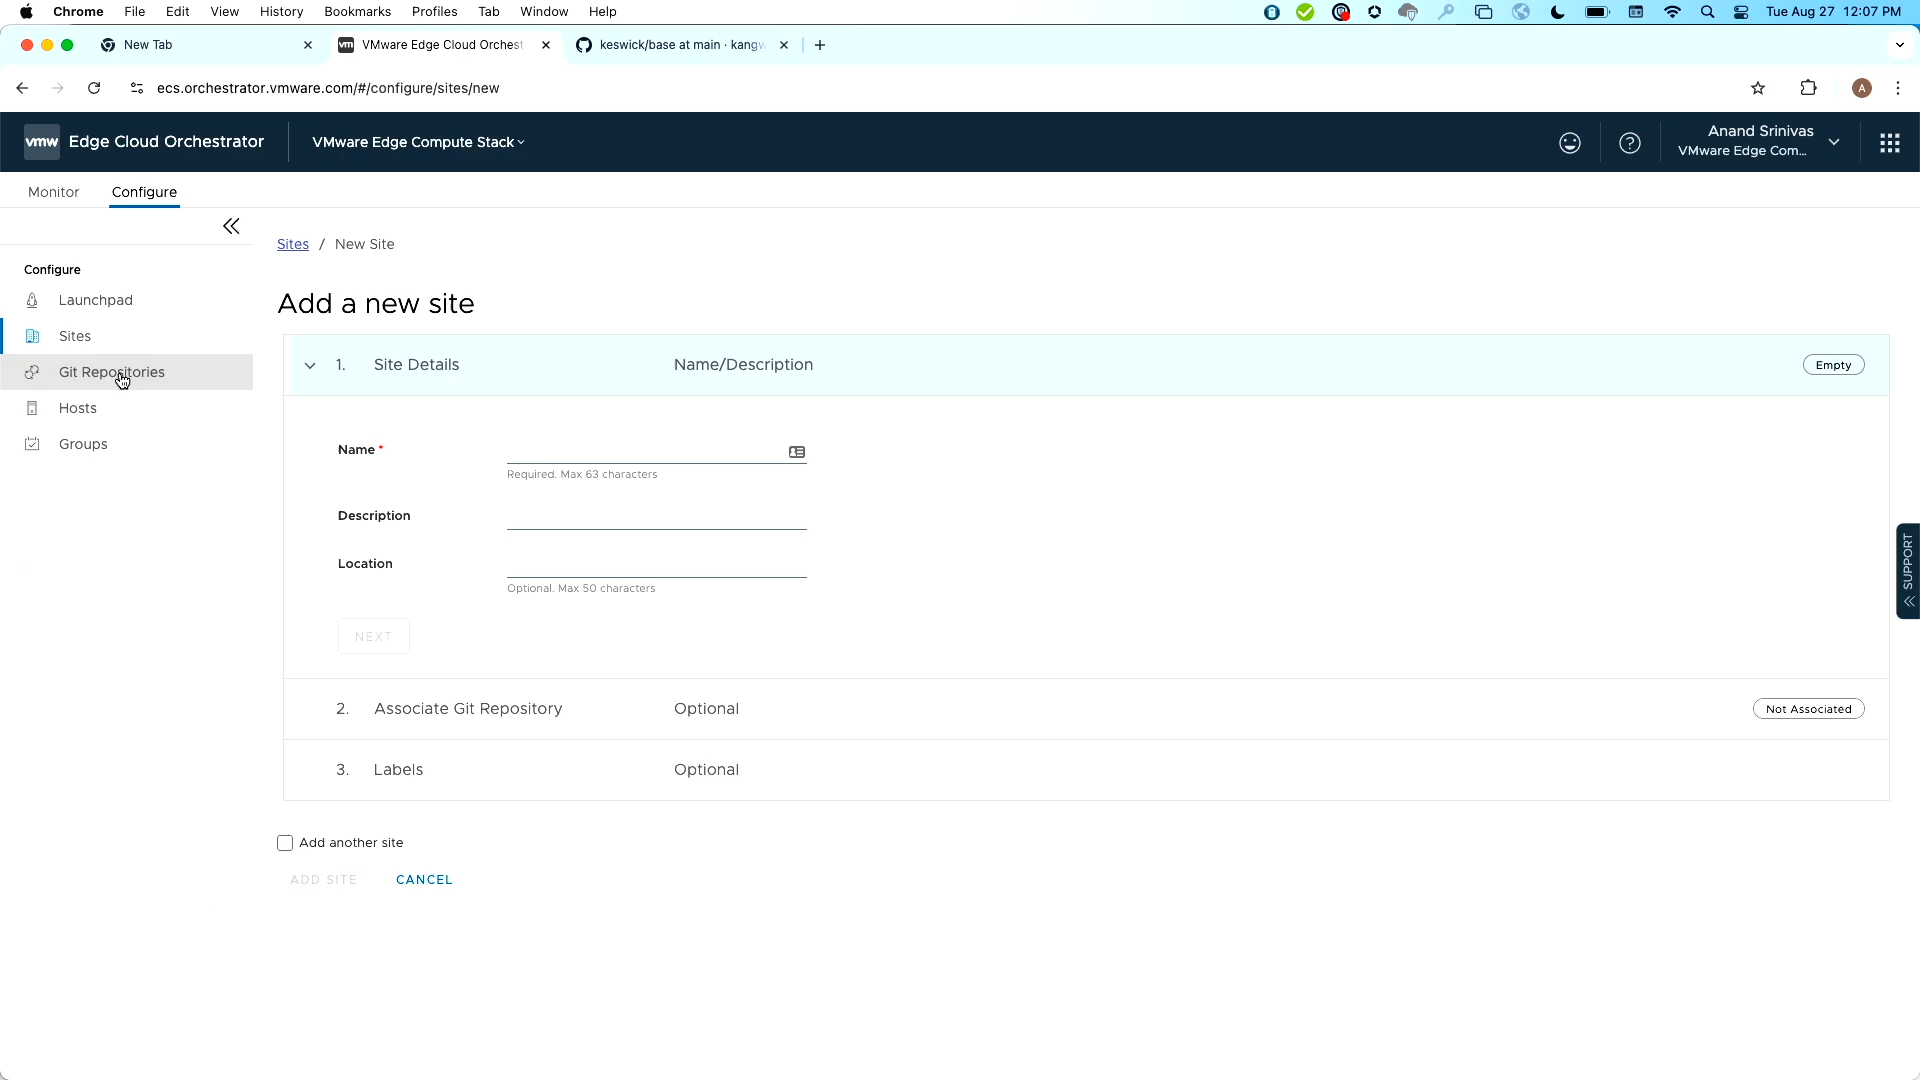 Chrome File Edit View History Bookmarks Profiles Tab Window Help Tue Aug 27 12:07 PM
New Tab VMware Edge Cloud Orchest keswick/base at main · kangw
ecs.orchestrator.vmware.com/#/configure/sites/new A
vmw Edge Cloud Orchestrator VMware Edge Compute Stack Anand Srinivas
VMware Edge Com...
Monitor Configure
Sites / New Site
Configure
Launchpad
Sites
Git Repositories
Hosts
Groups
Add a new site
1. Site Details Name/Description Empty
Name *
Required. Max 63 characters
Description
Location
Optional. Max 50 characters
NEXT
2. Associate Git Repository Optional Not Associated
3. Labels Optional
Add another site
ADD SITE CANCEL
SUPPORT